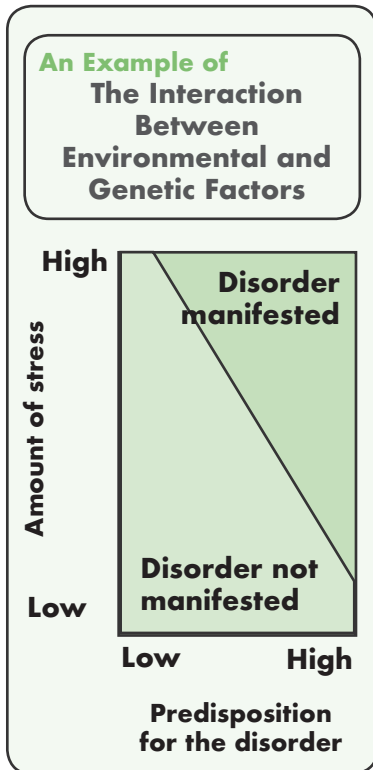 An Example of
The Interaction
Between
Environmental and
Genetic Factors
High
Disorder
manifested
Amount of stress
Disorder not
manifested
Low
Low
High
Predisposition
for the disorder